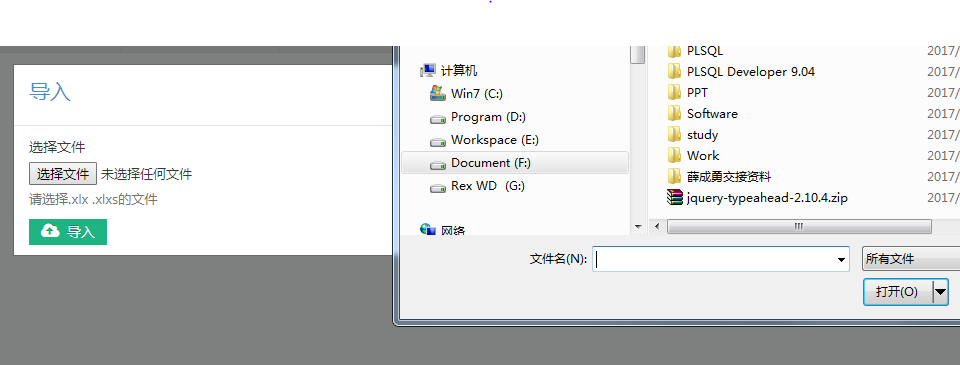 导入
选择文件
选择文件 未选择任何文件
请选择.xlx .xlxs的文件
导入
计算机
Win7 (C:)
Program (D:)
Workspace (E:)
Document (F:)
Rex WD (G:)
网络
PLSQL 2017/
PLSQL Developer 9.04 2017/
PPT 2017/
Software 2017/
study 2017/
Work 2017/
薛成勇交接资料 2017/
jquery-typeahead-2.10.4.zip 2017/
文件名(N): 所有文件
打开(O)